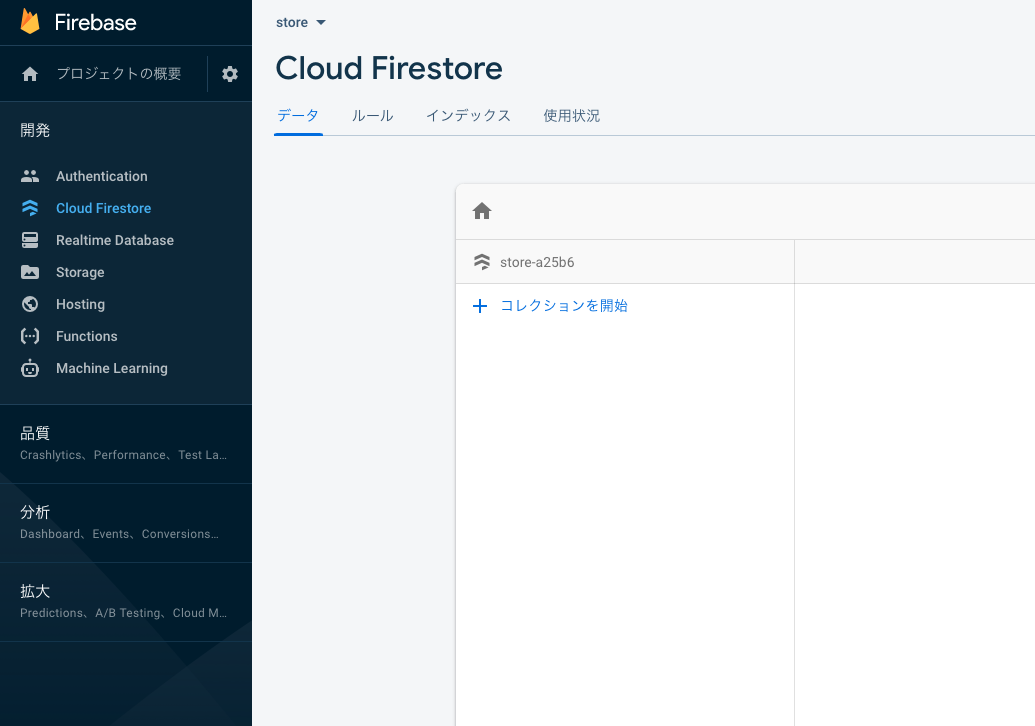 Firebase
プロジェクトの概要
開発
Authentication
Cloud Firestore
Realtime Database
Storage
Hosting
Functions
Machine Learning
品質
Crashlytics、Performance、Test La…
分析
Dashboard、Events、Conversions…
拡大
Predictions、A/B Testing、Cloud M…
store
Cloud Firestore
データ ルール インデックス 使用状況
store-a25b6
コレクションを開始